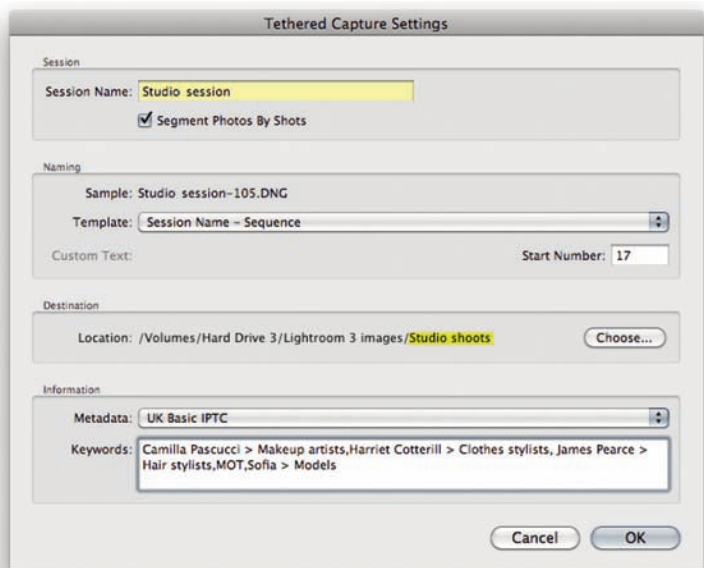 Tethered Capture Settings
Session
Session Name: Studio session
Segment Photos By Shots
Naming
Sample: Studio session-105.DNG
Template: Session Name - Sequence
Custom Text: Start Number: 17
Destination
Location: /Volumes/Hard Drive 3/Lightroom 3 images/Studio shoots Choose...
Information
Metadata: UK Basic IPTC
Keywords: Camilla Pascucci > Makeup artists,Harriet Cotterill > Clothes stylists, James Pearce >
Hair stylists,MOT,Sofia > Models
Cancel OK